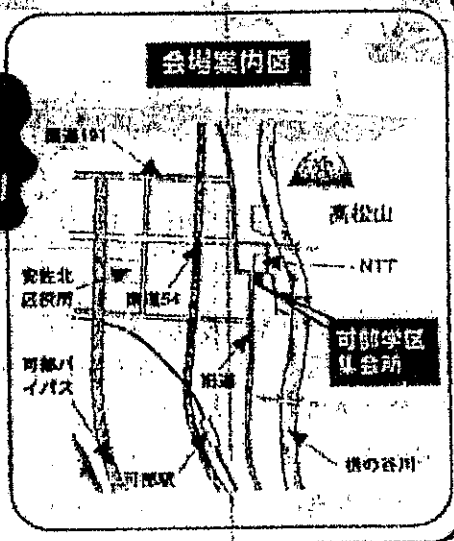 会場案内図
国道191
高松山
NTT
安佐北
区役所
国道54
可部学区
集会所
可部バ
イパス
旧道
可部駅
根の谷川